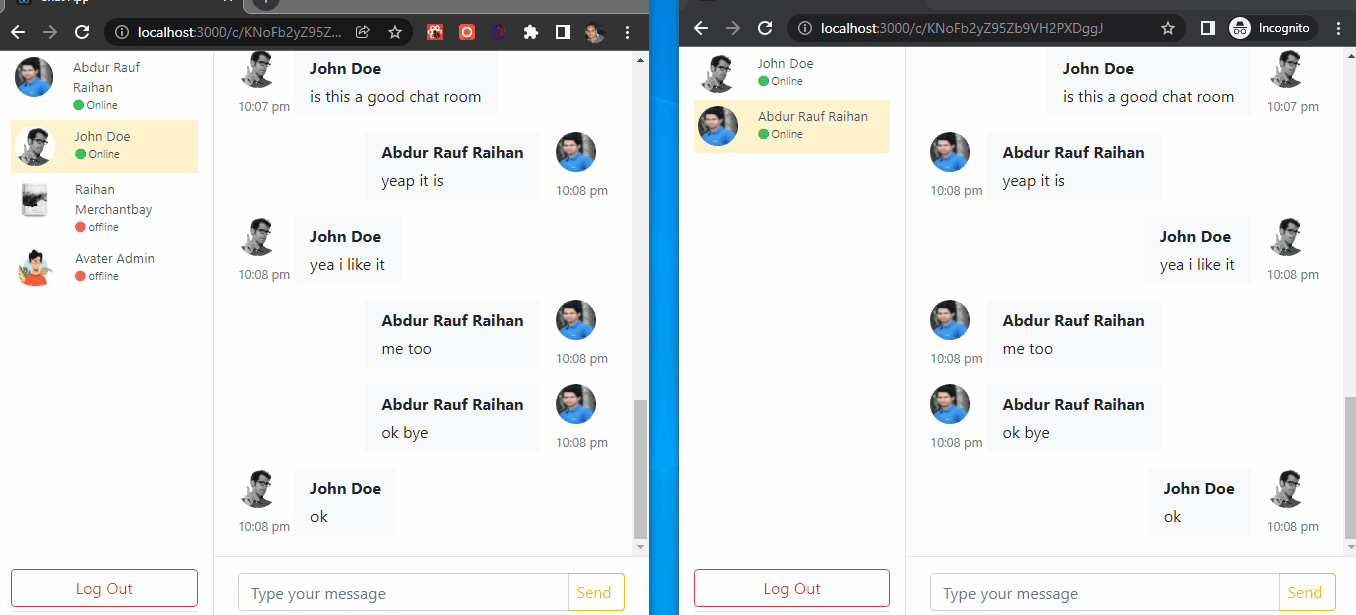 localhost:3000/c/KNoFb2yZ95Z...
Abdur Rauf
Raihan
Online
John Doe
Online
Raihan
Merchantbay
offline
Avater Admin
offline
Log Out
John Doe
is this a good chat room
10:07 pm
Abdur Rauf Raihan
yeap it is
10:08 pm
John Doe
yea i like it
10:08 pm
Abdur Rauf Raihan
me too
10:08 pm
Abdur Rauf Raihan
ok bye
10:08 pm
John Doe
ok
10:08 pm
Type your message
Send
localhost:3000/c/KNoFb2yZ95Zb9VH2PXDggJ
Incognito
John Doe
Online
Abdur Rauf Raihan
Online
Log Out
John Doe
is this a good chat room
10:07 pm
Abdur Rauf Raihan
yeap it is
10:08 pm
John Doe
yea i like it
10:08 pm
Abdur Rauf Raihan
me too
10:08 pm
Abdur Rauf Raihan
ok bye
10:08 pm
John Doe
ok
10:08 pm
Type your message
Send